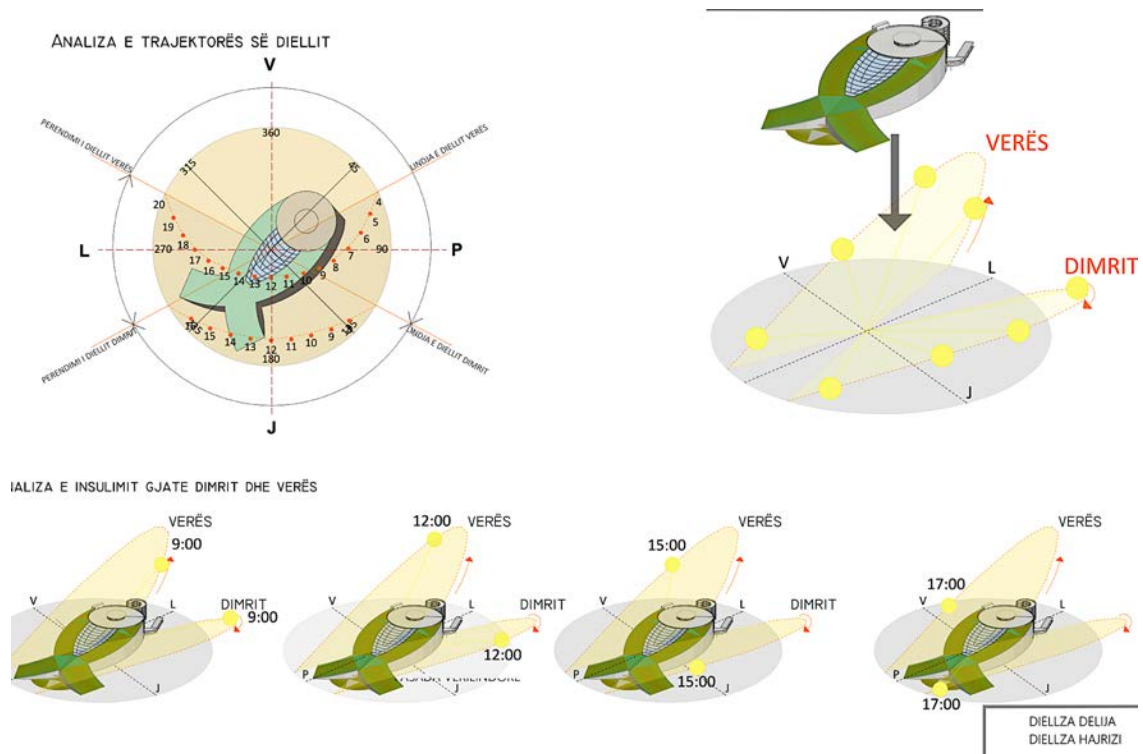 ANALIZA E TRAJEKTORËS SË DIELLIT
V
PERENDIMI I DIELLIT VERËS
LINDJA E DIELLIT VERËS
360
315
45
20
19
18
17
16
15
14
13
12
11
10
9
8
7
6
5
4
L
270
90
P
15
14
13
12
11
10
9
180
PERENDIMI I DIELLIT DIMRIT
LINDJA E DIELLIT DIMRIT
J
VERËS
DIMRIT
V
L
J
NALIZA E INSULIMIT GJATE DIMRIT DHE VERËS
VERËS
9:00
V
L
DIMRIT
9:00
J
VERËS
12:00
V
L
DIMRIT
12:00
P
J
VERILINDORE
VERËS
15:00
V
L
DIMRIT
15:00
P
J
VERËS
17:00
V
L
DIMRIT
P
17:00
J
DIELLZA DELIJA
DIELLZA HAJRIZI